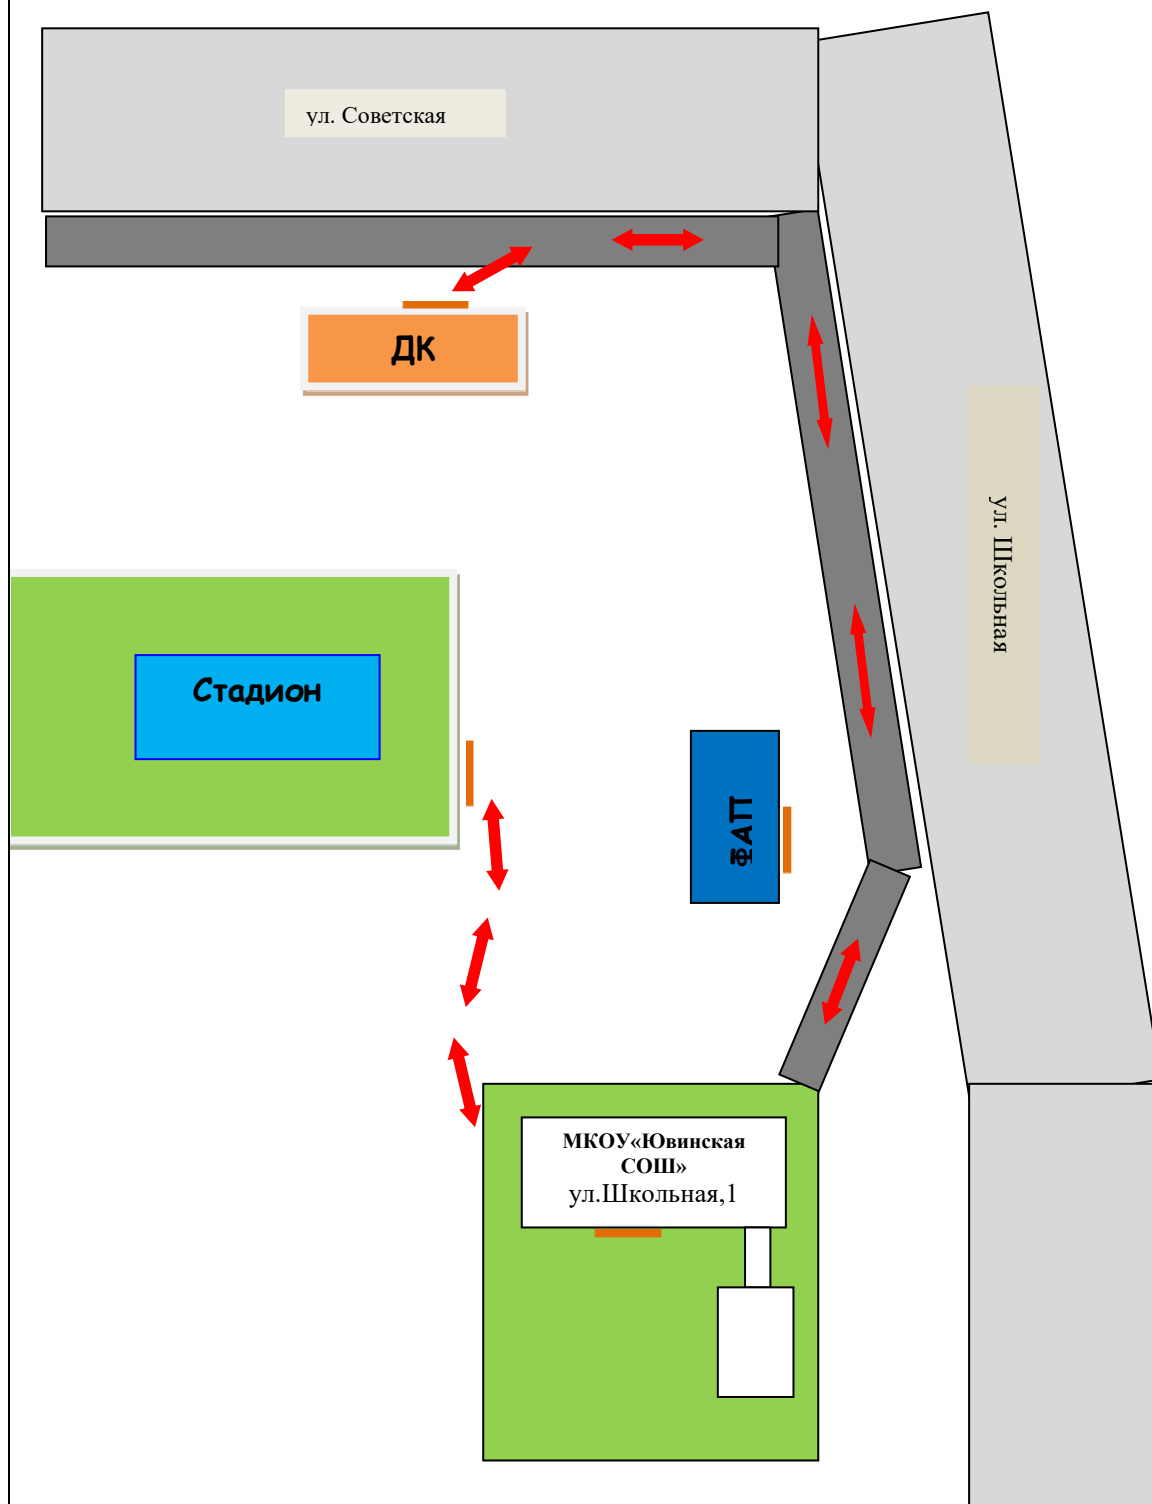 ул. Советская
ДК
ул. Школьная
Стадион
ФАП
МКОУ«Ювинская
СОШ»
ул.Школьная,1